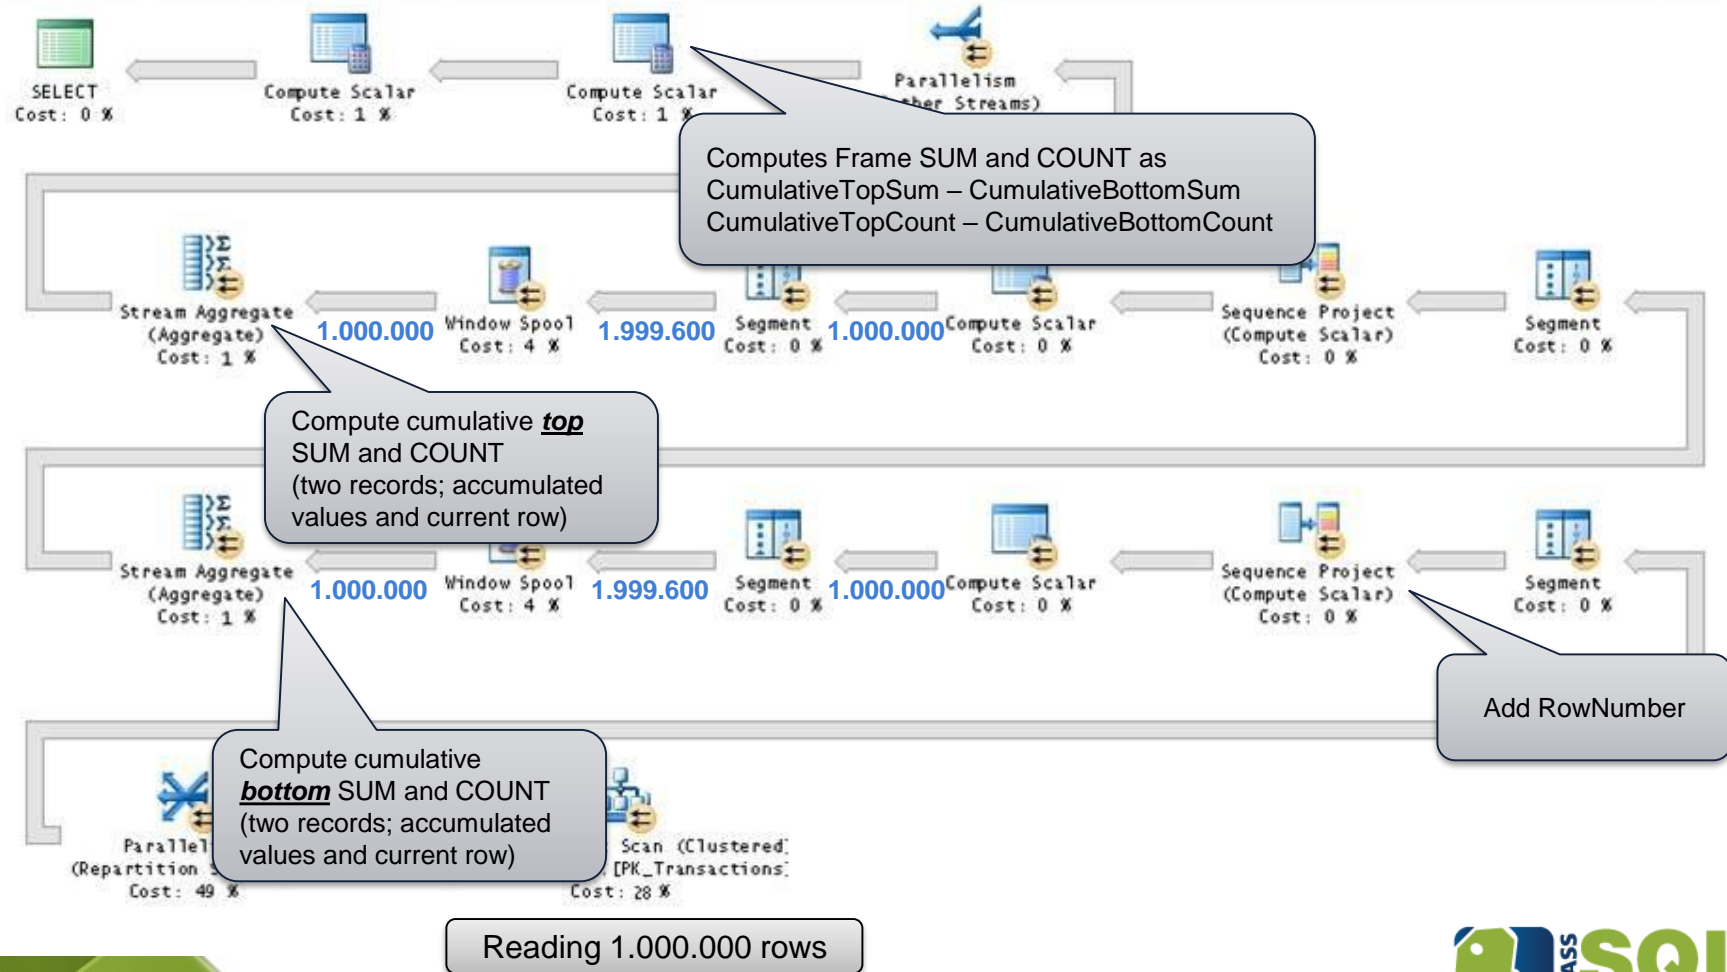 SELECT
Cost: 0 %
Compute Scalar
Cost: 1 %
Compute Scalar
Cost: 1 %
Parallelism
Streams)
Computes Frame SUM and COUNT as
CumulativeTopSum – CumulativeBottomSum
CumulativeTopCount – CumulativeBottomCount
Stream Aggregate
(Aggregate)
Cost: 1 %
1.000.000
Window Spool
Cost: 4 %
1.999.600
Segment
Cost: 0 %
1.000.000
Compute Scalar
Cost: 0 %
Sequence Project
(Compute Scalar)
Cost: 0 %
Segment
Cost: 0 %
Compute cumulative top
SUM and COUNT
(two records; accumulated
values and current row)
Stream Aggregate
(Aggregate)
Cost: 1 %
1.000.000
Window Spool
Cost: 4 %
1.999.600
Segment
Cost: 0 %
1.000.000
Compute Scalar
Cost: 0 %
Sequence Project
(Compute Scalar)
Cost: 0 %
Segment
Cost: 0 %
Add RowNumber
Compute cumulative
bottom SUM and COUNT
(two records; accumulated
values and current row)
Parallel
(Repartition
Cost: 49 %
Scan (Clustered)
[PK_Transactions]
Cost: 28 %
Reading 1.000.000 rows
PASS
SQL